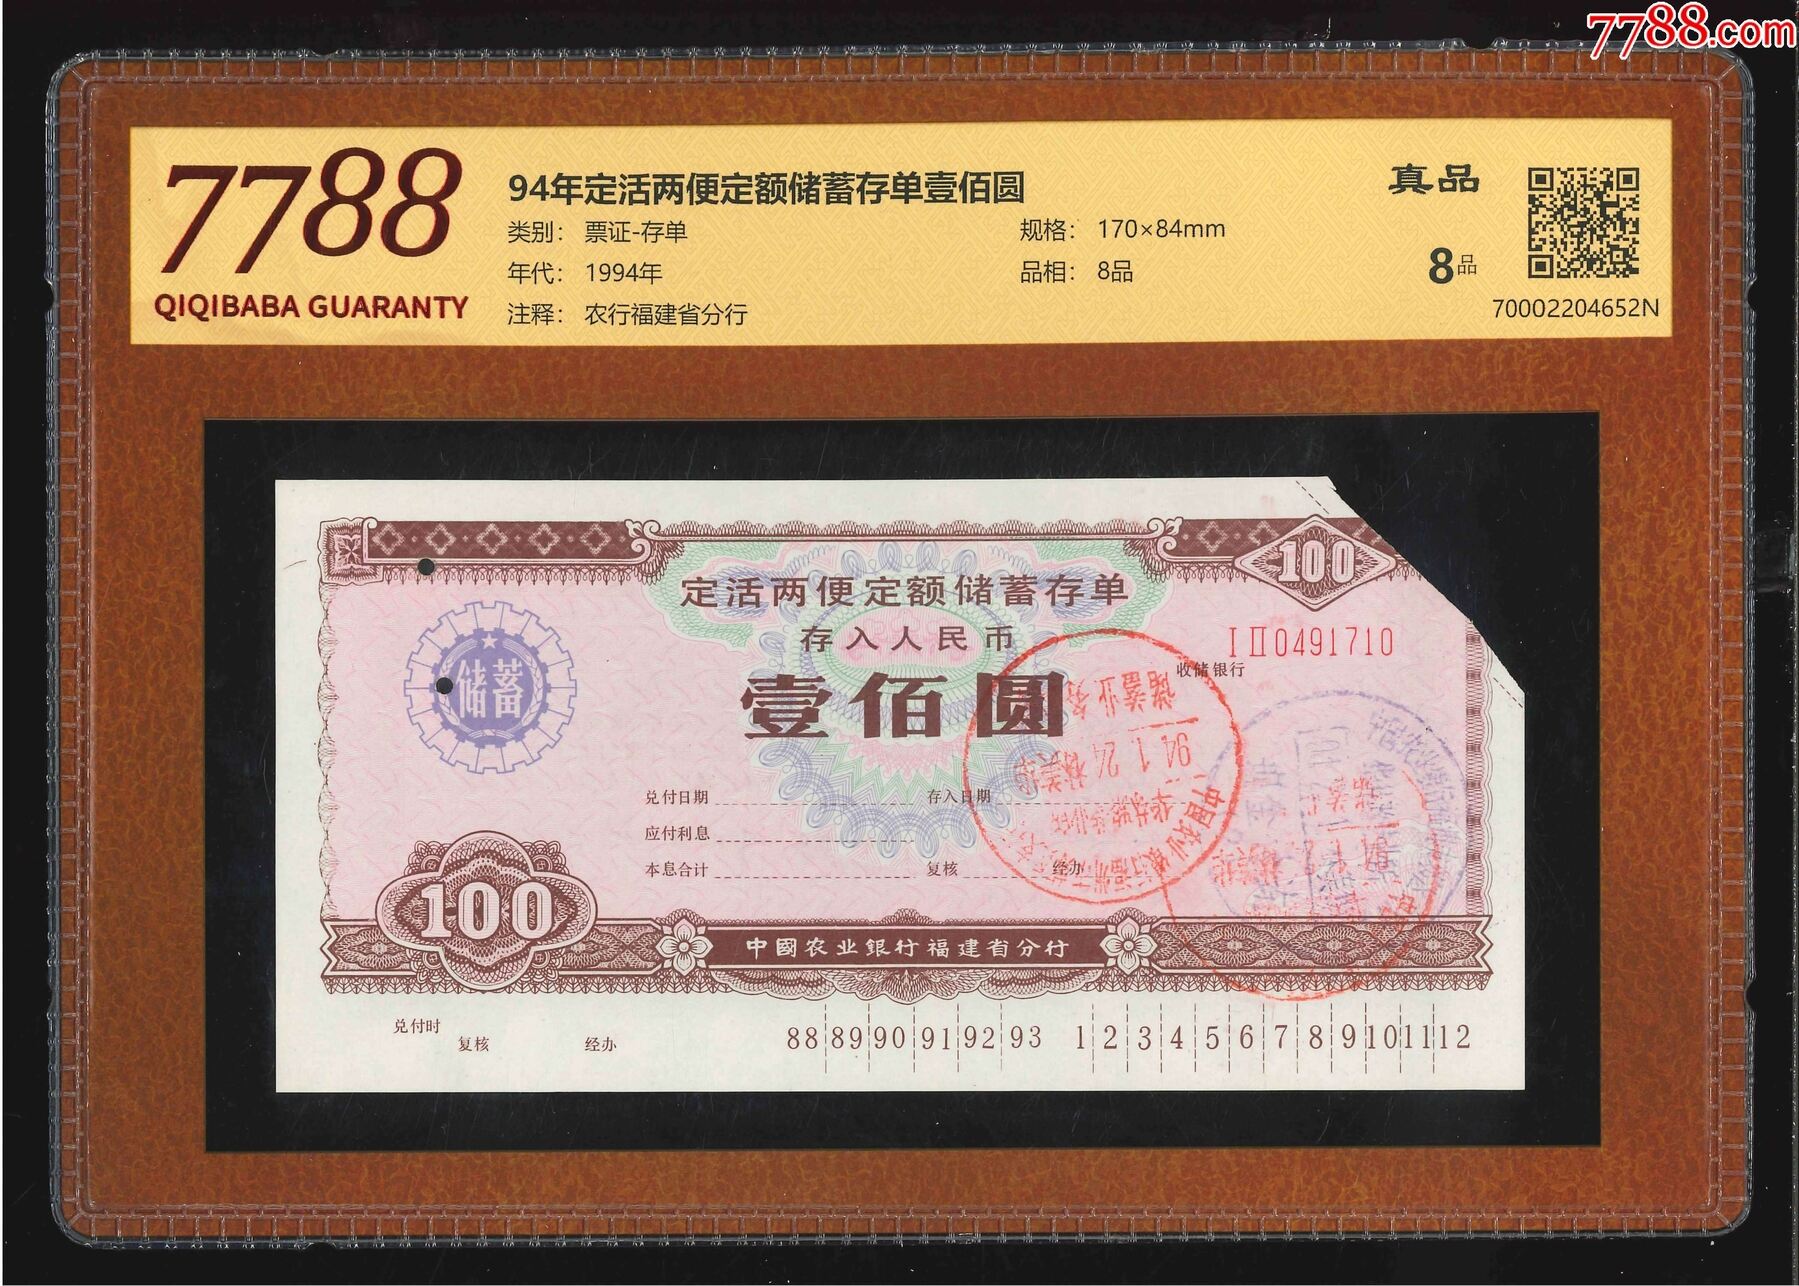 7788.com
7788
QIQIBABA GUARANTY
94年定活两便定额储蓄存单壹佰圆
类别： 票证-存单
规格： 170×84mm
年代： 1994年
品相： 8品
注释： 农行福建省分行
真品
8品
70002204652N
100
定活两便定额储蓄存单
存入人民币
壹佰圆
ⅠⅡ0491710
收储银行
储蓄
储蓄业务
94.1.24
兑付日期
存入日期
应付利息
本息合计
复核
经办
100
中國农业銀行福建省分行
兑付时
复核
经办
88 89 90 91 92 93 1 2 3 4 5 6 7 8 9 10 11 12